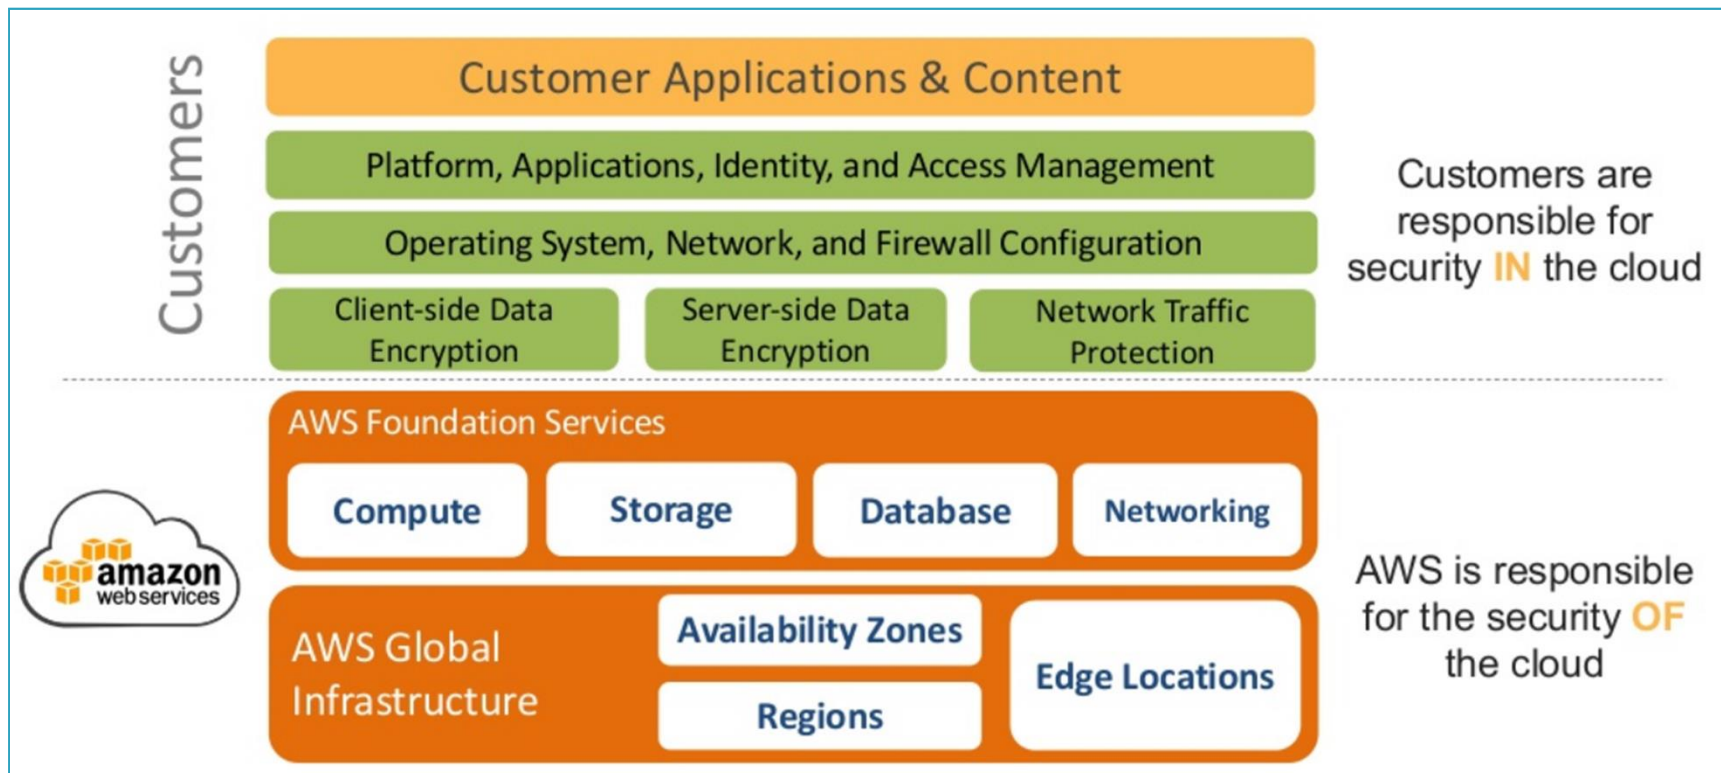 Customers
Customer Applications & Content
Platform, Applications, Identity, and Access Management
Operating System, Network, and Firewall Configuration
Client-side Data
Encryption
Server-side Data
Encryption
Network Traffic
Protection
Customers are
responsible for
security IN the cloud
AWS Foundation Services
Compute
Storage
Database
Networking
amazon
web services
AWS Global
Infrastructure
Availability Zones
Regions
Edge Locations
AWS is responsible
for the security OF
the cloud